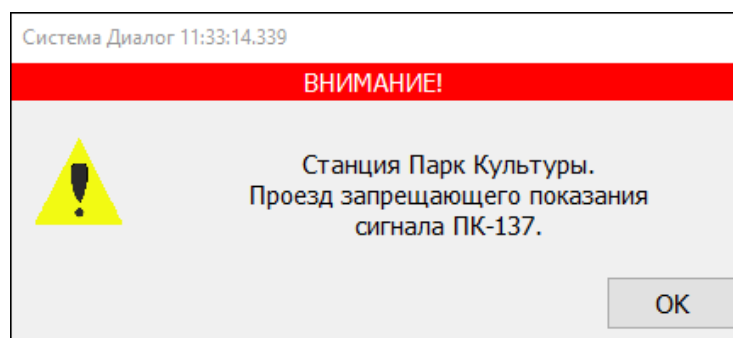 Система Диалог 11:33:14.339
ВНИМАНИЕ!
Станция Парк Культуры.
Проезд запрещающего показания
сигнала ПК-137.
OK